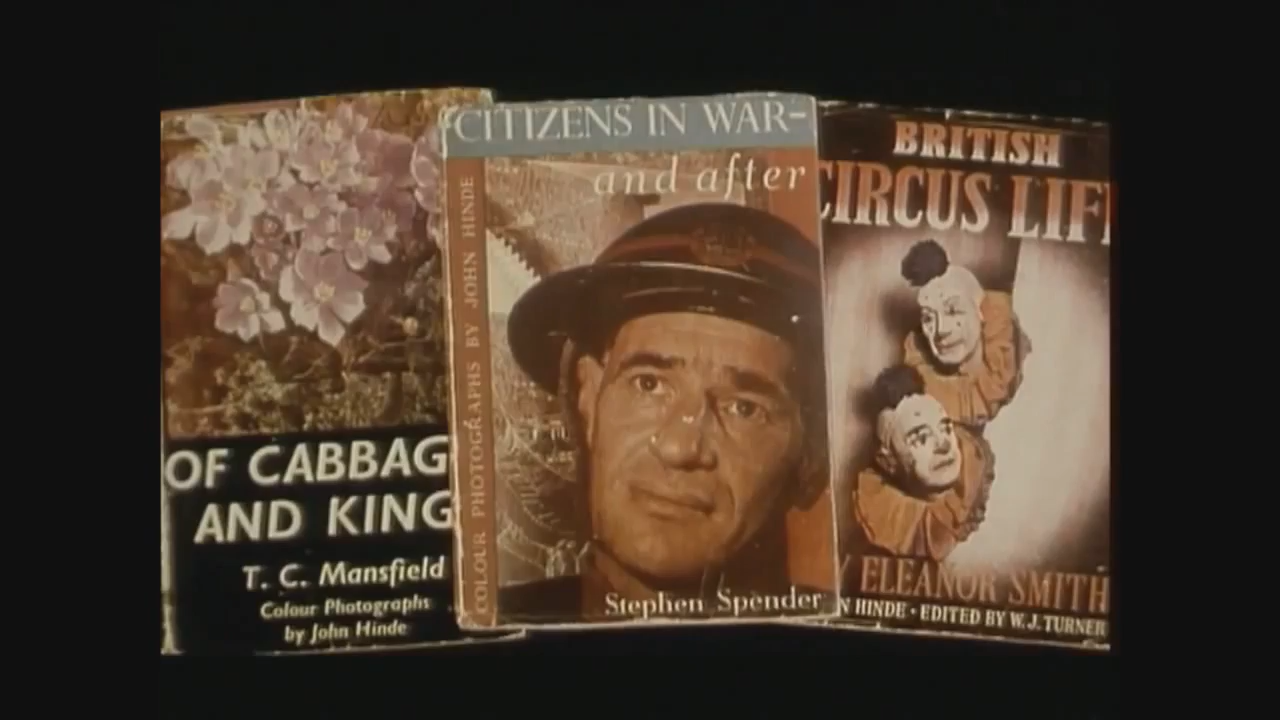 OF CABBAG
AND KING
T. C. Mansfield
Colour Photographs
by John Hinde
CITIZENS IN WAR-
and after
COLOUR PHOTOGRAPHS BY JOHN HINDE
Stephen Spender
BRITISH
CIRCUS LIF
Y ELEANOR SMITH
N HINDE • EDITED BY W. J. TURNER